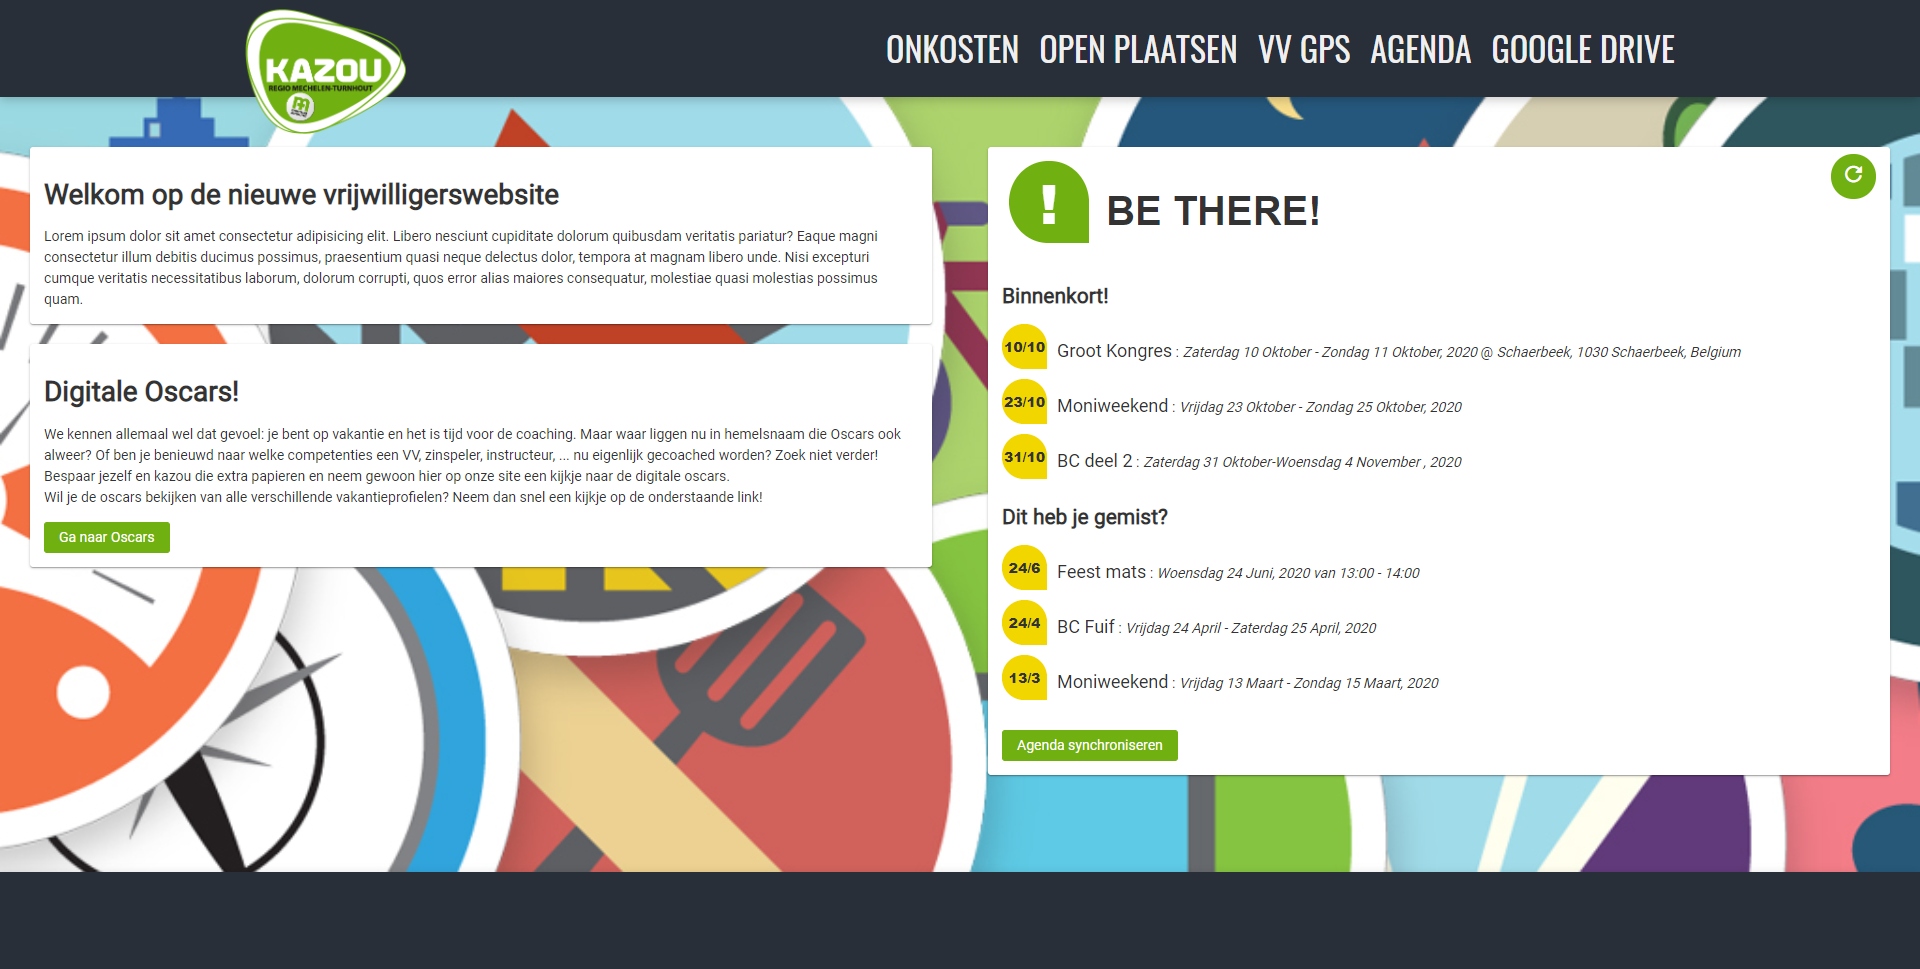 KAZOU
REGIO MECHELEN-TURNHOUT
ONKOSTEN OPEN PLAATSEN VV GPS AGENDA GOOGLE DRIVE
Welkom op de nieuwe vrijwilligerswebsite
Lorem ipsum dolor sit amet consectetur adipisicing elit. Libero nesciunt cupiditate dolorum quibusdam veritatis pariatur? Eaque magni
consectetur illum debitis ducimus possimus, praesentium quasi neque delectus dolor, tempora at magnam libero unde. Nisi excepturi
cumque veritatis necessitatibus laborum, dolorum corrupti, quos error alias maiores consequatur, molestiae quasi molestias possimus
quam.
Digitale Oscars!
We kennen allemaal wel dat gevoel: je bent op vakantie en het is tijd voor de coaching. Maar waar liggen nu in hemelsnaam die Oscars ook
alweer? Of ben je benieuwd naar welke competenties een VV, zinspeler, instructeur, ... nu eigenlijk gecoached worden? Zoek niet verder!
Bespaar jezelf en kazou die extra papieren en neem gewoon hier op onze site een kijkje naar de digitale oscars.
Wil je de oscars bekijken van alle verschillende vakantieprofielen? Neem dan snel een kijkje op de onderstaande link!
Ga naar Oscars
! BE THERE!
Binnenkort!
10/10 Groot Kongres : Zaterdag 10 Oktober - Zondag 11 Oktober, 2020 @ Schaerbeek, 1030 Schaerbeek, Belgium
23/10 Moniweekend : Vrijdag 23 Oktober - Zondag 25 Oktober, 2020
31/10 BC deel 2 : Zaterdag 31 Oktober-Woensdag 4 November , 2020
Dit heb je gemist?
24/6 Feest mats : Woensdag 24 Juni, 2020 van 13:00 - 14:00
24/4 BC Fuif : Vrijdag 24 April - Zaterdag 25 April, 2020
13/3 Moniweekend : Vrijdag 13 Maart - Zondag 15 Maart, 2020
Agenda synchroniseren